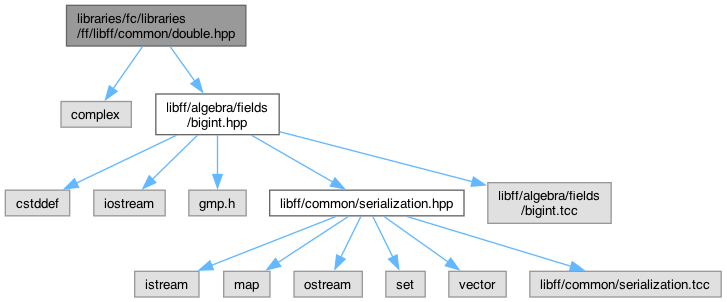 libraries/fc/libraries
/ff/libff/common/double.hpp
complex
libff/algebra/fields
/bigint.hpp
cstddef
iostream
gmp.h
libff/common/serialization.hpp
libff/algebra/fields
/bigint.tcc
istream
map
ostream
set
vector
libff/common/serialization.tcc